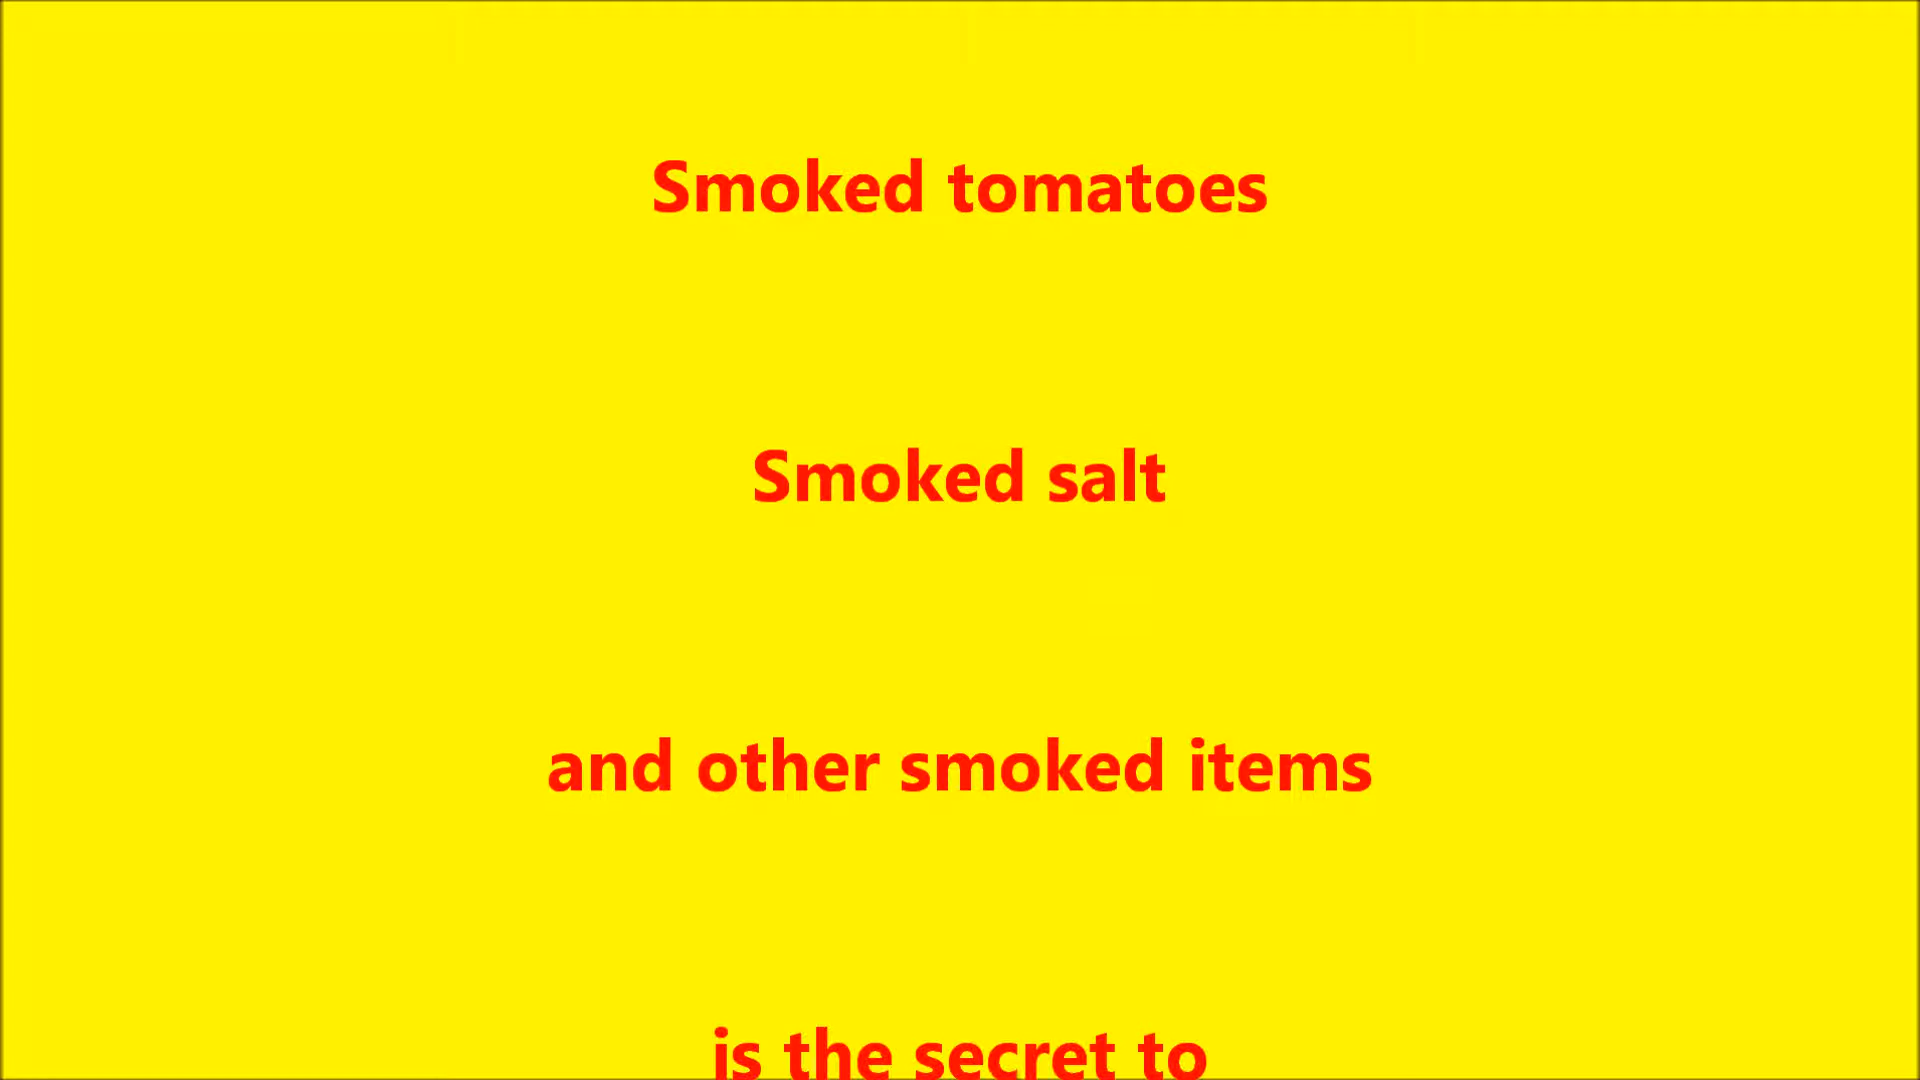 Smoked tomatoes
Smoked salt
and other smoked items
is the secret to